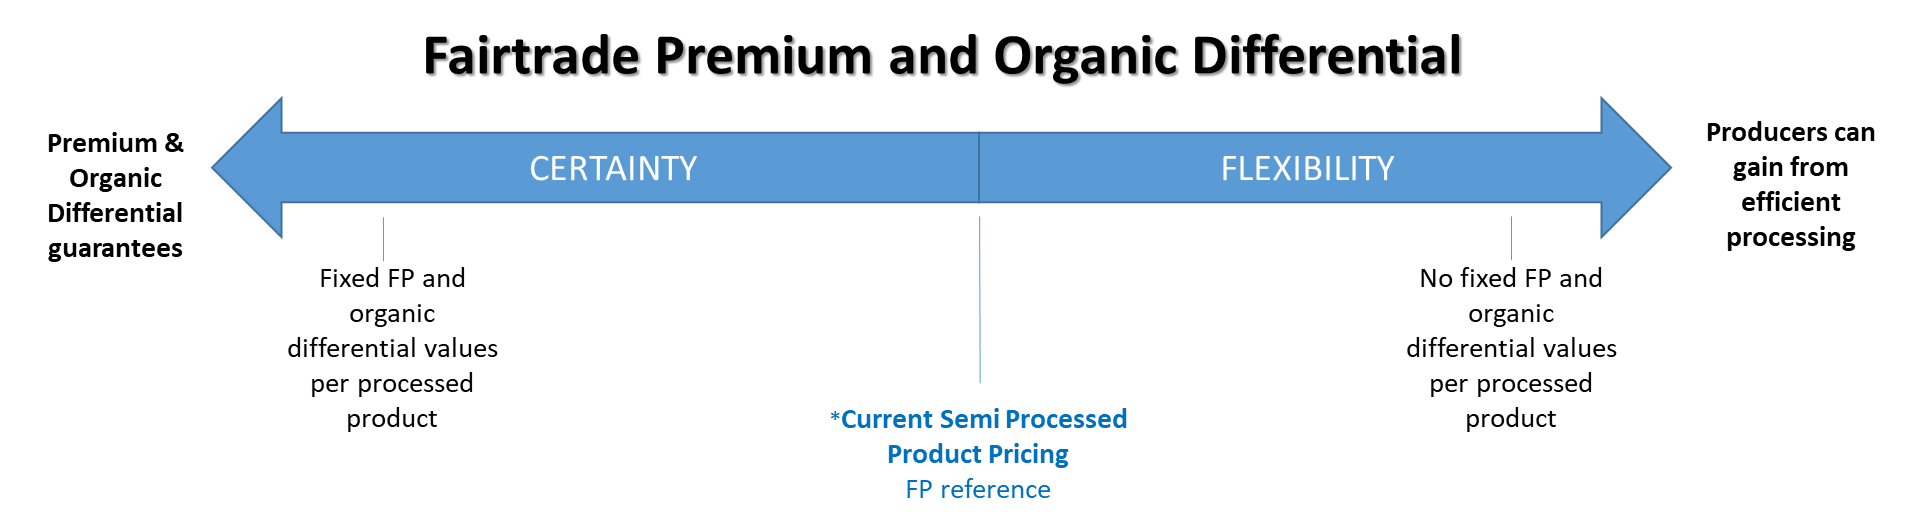 Fairtrade Premium and Organic Differential
Premium &
Organic
Differential
guarantees
CERTAINTY
FLEXIBILITY
Producers can
gain from
efficient
processing
Fixed FP and
organic
differential values
per processed
product
*Current Semi Processed
Product Pricing
FP reference
No fixed FP and
organic
differential values
per processed
product